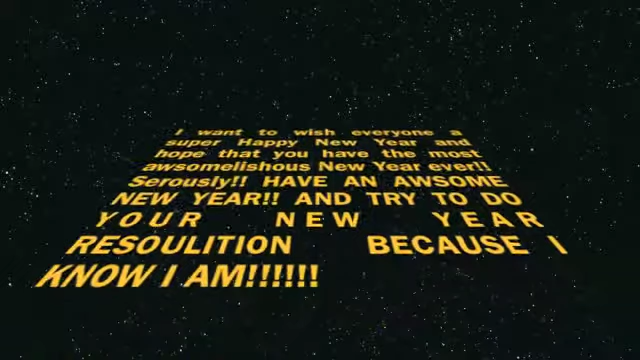 I want to wish everyone a
super Happy New Year and
hope that you have the most
awsomelishous New Year ever!!
Serously!! HAVE AN AWSOME
NEW YEAR!! AND TRY TO DO
YOUR NEW YEAR
RESOULITION BECAUSE I
KNOW I AM!!!!!!